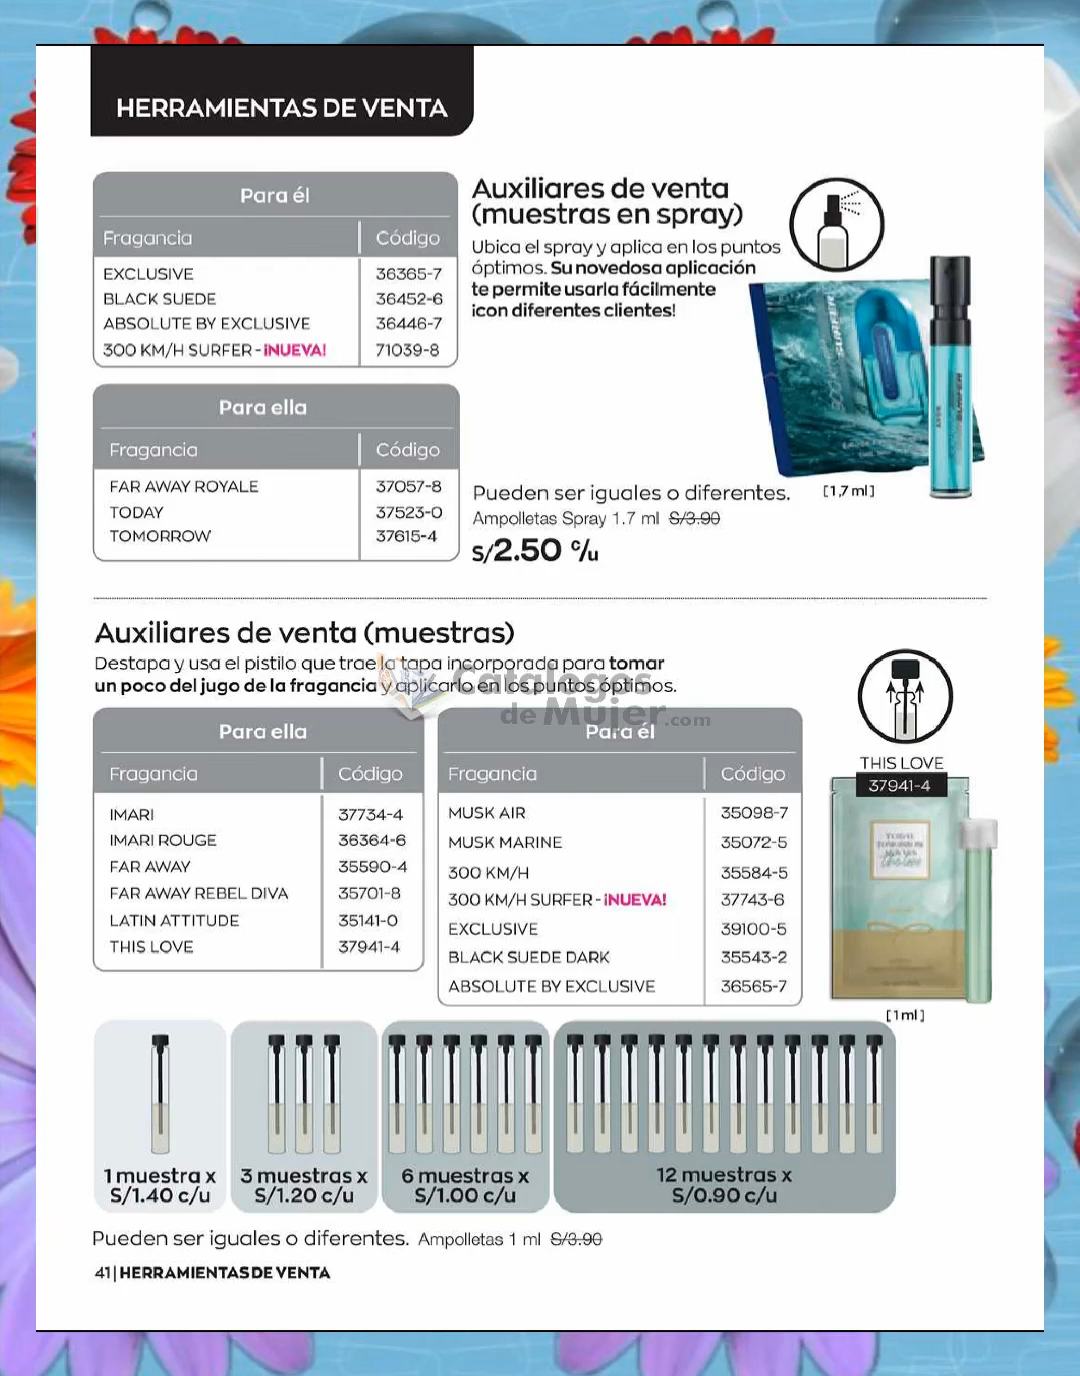 HERRAMIENTAS DE VENTA
Para él
Fragancia Código
EXCLUSIVE 36365-7
BLACK SUEDE 36452-6
ABSOLUTE BY EXCLUSIVE 36446-7
300 KM/H SURFER - ¡NUEVA! 71039-8
Para ella
Fragancia Código
FAR AWAY ROYALE 37057-8
TODAY 37523-0
TOMORROW 37615-4
Auxiliares de venta
(muestras en spray)
Ubica el spray y aplica en los puntos
óptimos. Su novedosa aplicación
te permite usarla fácilmente
¡con diferentes clientes!
SURFER
[1,7 ml]
Pueden ser iguales o diferentes.
Ampolletas Spray 1.7 ml S/3.90
S/2.50 c/u
Auxiliares de venta (muestras)
Destapa y usa el pistilo que trae la tapa incorporada para tomar
un poco del jugo de la fragancia y aplicarlo en los puntos óptimos.
Catalogos
de Mujer.com
Para ella
Fragancia Código
IMARI 37734-4
IMARI ROUGE 36364-6
FAR AWAY 35590-4
FAR AWAY REBEL DIVA 35701-8
LATIN ATTITUDE 35141-0
THIS LOVE 37941-4
Para él
Fragancia Código
MUSK AIR 35098-7
MUSK MARINE 35072-5
300 KM/H 35584-5
300 KM/H SURFER - ¡NUEVA! 37743-6
EXCLUSIVE 39100-5
BLACK SUEDE DARK 35543-2
ABSOLUTE BY EXCLUSIVE 36565-7
THIS LOVE
37941-4
[1 ml]
1 muestra x
S/1.40 c/u
3 muestras x
S/1.20 c/u
6 muestras x
S/1.00 c/u
12 muestras x
S/0.90 c/u
Pueden ser iguales o diferentes. Ampolletas 1 ml S/3.90
41 | HERRAMIENTAS DE VENTA